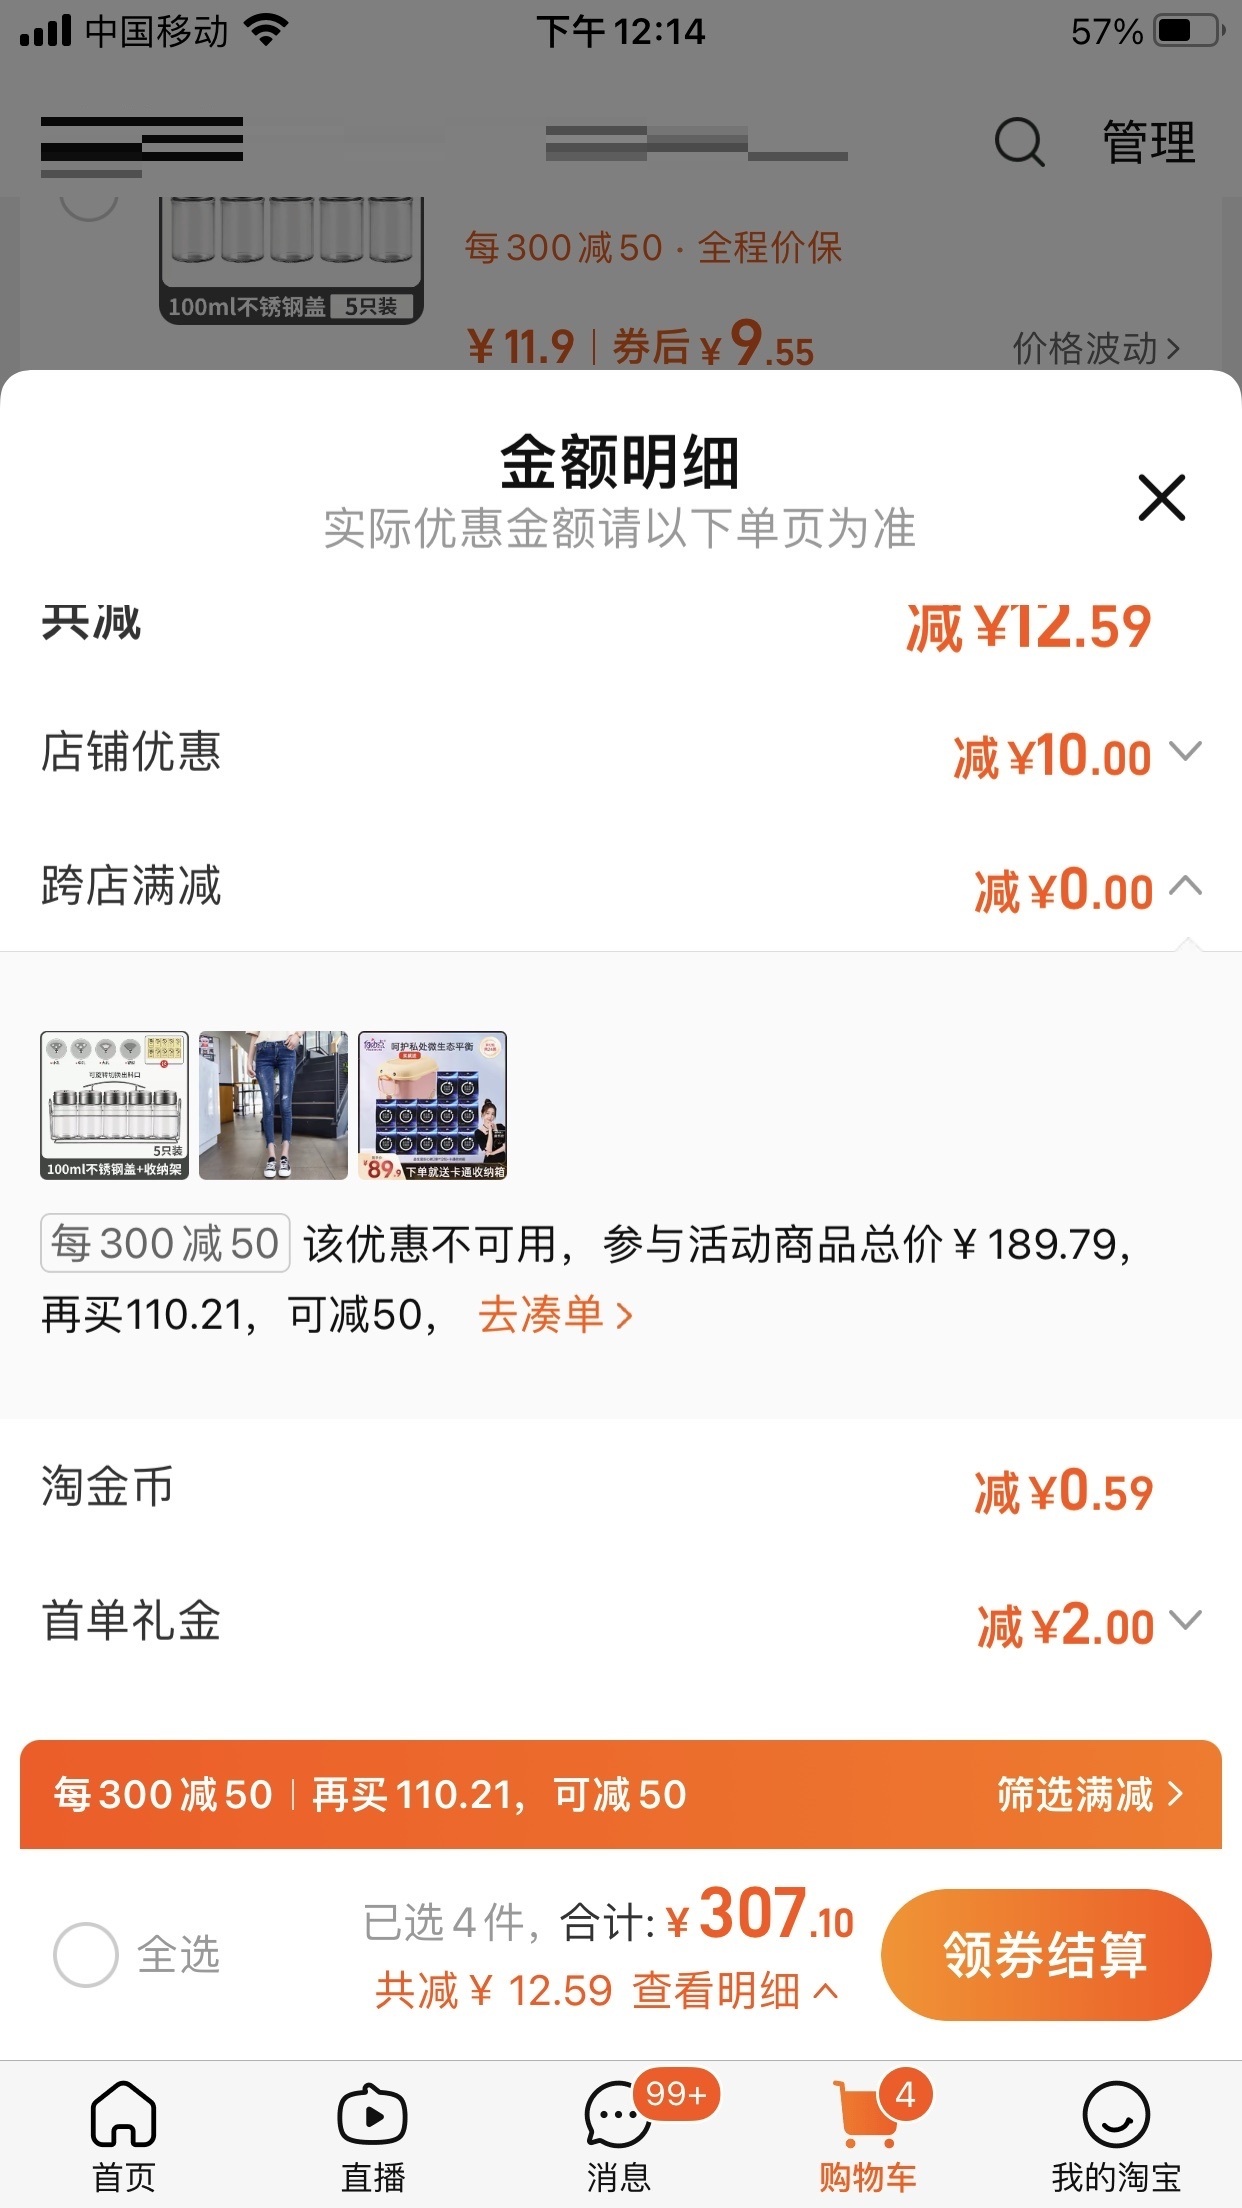 中国移动
下午12:14
57%
管理
每300减50·全程价保
100ml不锈钢盖 5只装
¥11.9 券后¥9.55
价格波动
金额明细
实际优惠金额请以下单页为准
共减 减¥12.59
店铺优惠 减¥10.00
跨店满减 减¥0.00
可旋转切换出料口
5只装
100ml不锈钢盖+收纳架
呵护私处微生态平衡
¥89.9 下单就送卡通收纳箱
每300减50 该优惠不可用，参与活动商品总价¥189.79，
再买110.21，可减50， 去凑单
淘金币 减¥0.59
首单礼金 减¥2.00
每300减50 再买110.21，可减50 筛选满减
全选
已选4件，合计:¥307.10
共减¥12.59 查看明细
领券结算
99+
4
首页
直播
消息
购物车
我的淘宝